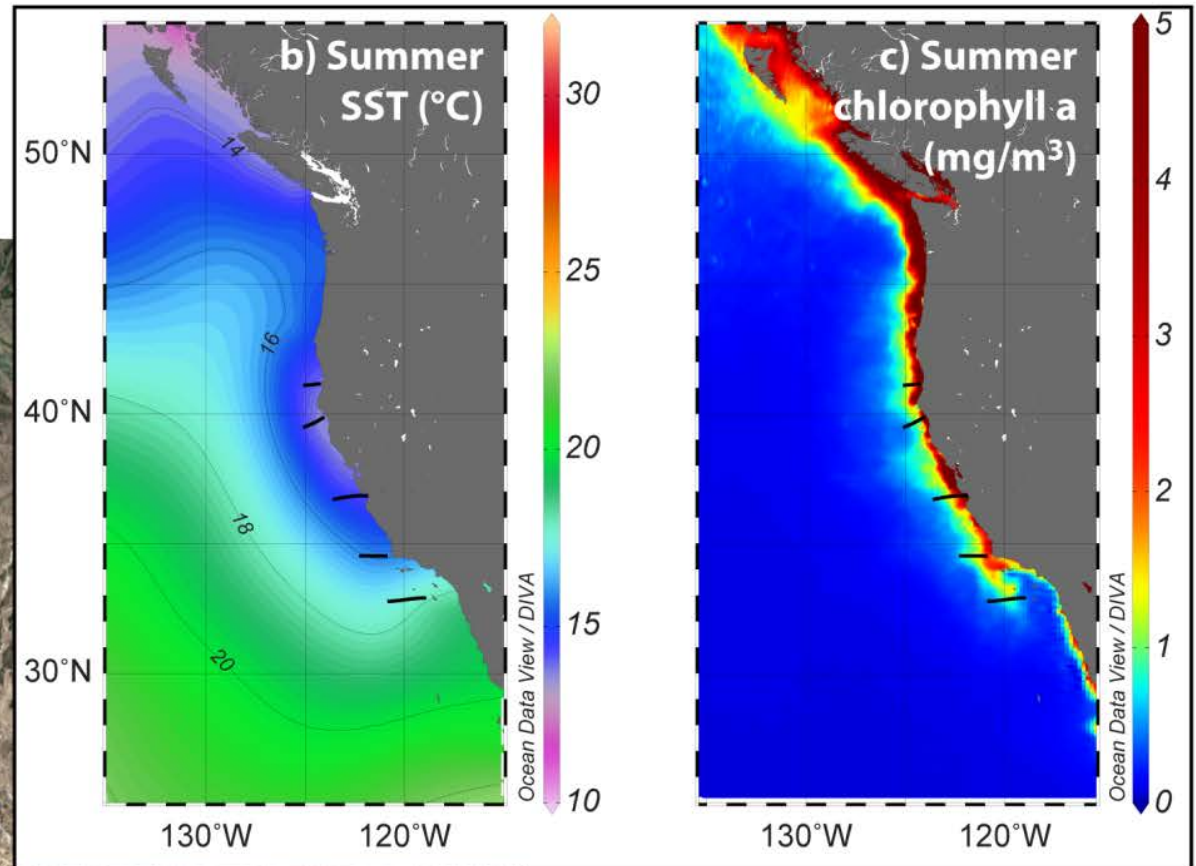 b) Summer
SST (°C)
30
25
20
15
10
50°N
40°N
30°N
130°W
120°W
14
16
18
20
Ocean Data View / DIVA
c) Summer
chlorophyll a
(mg/m³)
5
4
3
2
1
0
130°W
120°W
Ocean Data View / DIVA